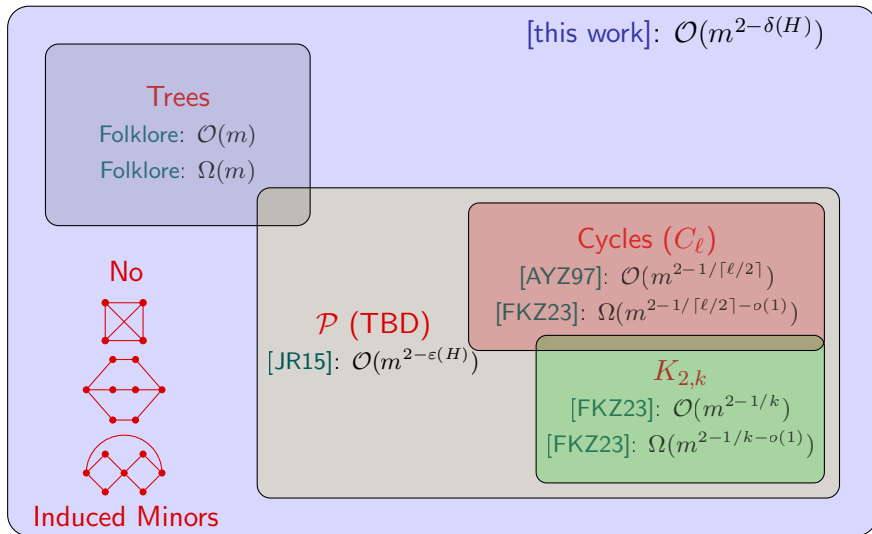 [this work]: 𝒪(m^{2−δ(H)})
Trees
Folklore: 𝒪(m)
Folklore: Ω(m)
Cycles (C_ℓ)
[AYZ97]: 𝒪(m^{2−1/⌈ℓ/2⌉})
[FKZ23]: Ω(m^{2−1/⌈ℓ/2⌉−o(1)})
𝒫 (TBD)
[JR15]: 𝒪(m^{2−ε(H)})
K_{2,k}
[FKZ23]: 𝒪(m^{2−1/k})
[FKZ23]: Ω(m^{2−1/k−o(1)})
No
Induced Minors